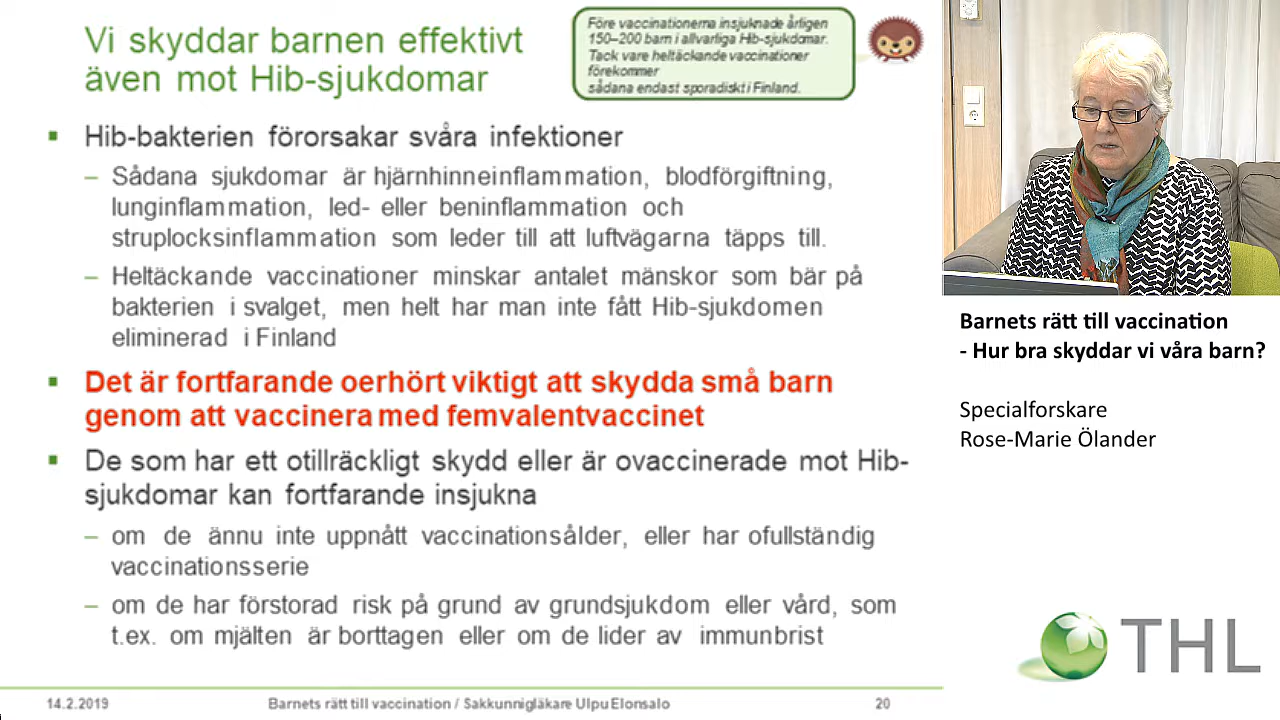 Vi skyddar barnen effektivt
även mot Hib-sjukdomar
Före vaccinationerna insjuknade årligen
150–200 barn i allvarliga Hib-sjukdomar.
Tack vare heltäckande vaccinationer
förekommer
sådana endast sporadiskt i Finland.
Hib-bakterien förorsakar svåra infektioner
– Sådana sjukdomar är hjärnhinneinflammation, blodförgiftning,
lunginflammation, led- eller beninflammation och
struplocksinflammation som leder till att luftvägarna täpps till.
– Heltäckande vaccinationer minskar antalet mänskor som bär på
bakterien i svalget, men helt har man inte fått Hib-sjukdomen
eliminerad i Finland
Det är fortfarande oerhört viktigt att skydda små barn
genom att vaccinera med femvalentvaccinet
De som har ett otillräckligt skydd eller är ovaccinerade mot Hib-
sjukdomar kan fortfarande insjukna
– om de ännu inte uppnått vaccinationsålder, eller har ofullständig
vaccinationsserie
– om de har förstorad risk på grund av grundsjukdom eller vård, som
t.ex. om mjälten är borttagen eller om de lider av immunbrist
14.2.2019
Barnets rätt till vaccination / Sakkunnigläkare Ulpu Elonsalo
20
Barnets rätt till vaccination
- Hur bra skyddar vi våra barn?
Specialforskare
Rose-Marie Ölander
THL